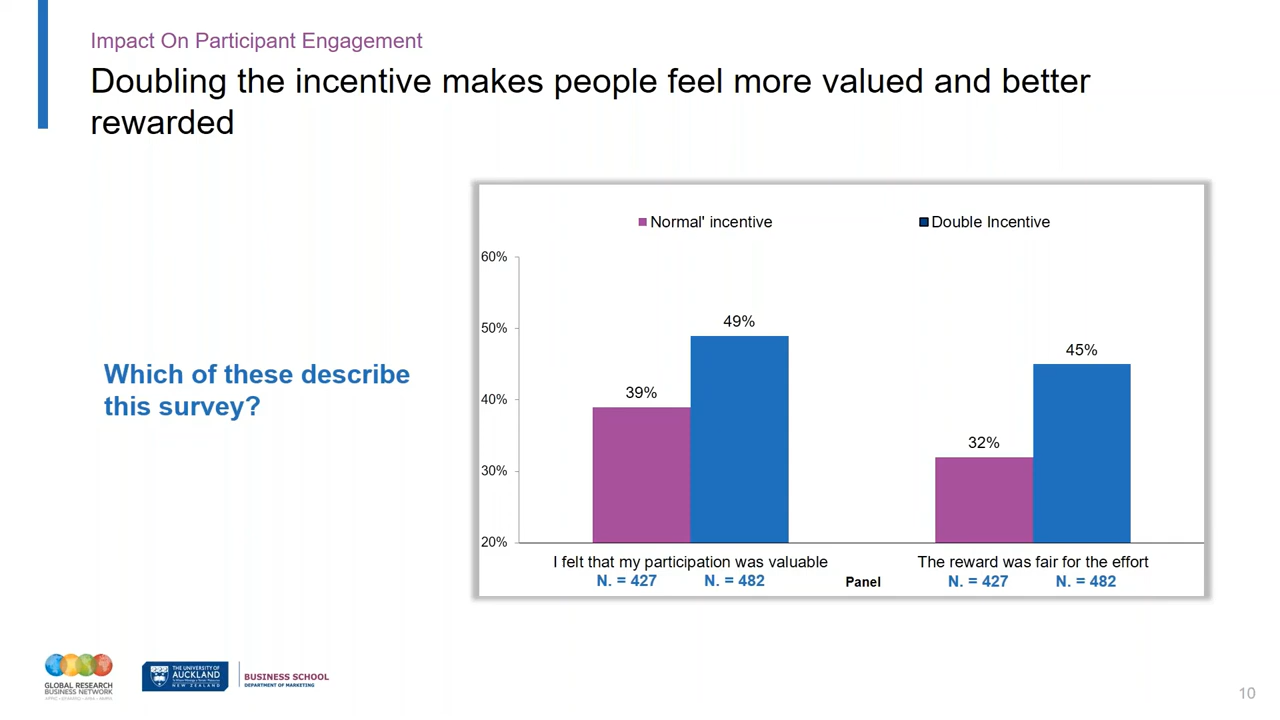 Impact On Participant Engagement
Doubling the incentive makes people feel more valued and better
rewarded
Which of these describe
this survey?
Normal' incentive
Double Incentive
60%
50%
40%
30%
20%
39%
49%
32%
45%
I felt that my participation was valuable
The reward was fair for the effort
N. = 427
N. = 482
Panel
N. = 427
N. = 482
GLOBAL RESEARCH
BUSINESS NETWORK
THE UNIVERSITY OF
AUCKLAND
NEW ZEALAND
BUSINESS SCHOOL
DEPARTMENT OF MARKETING
10